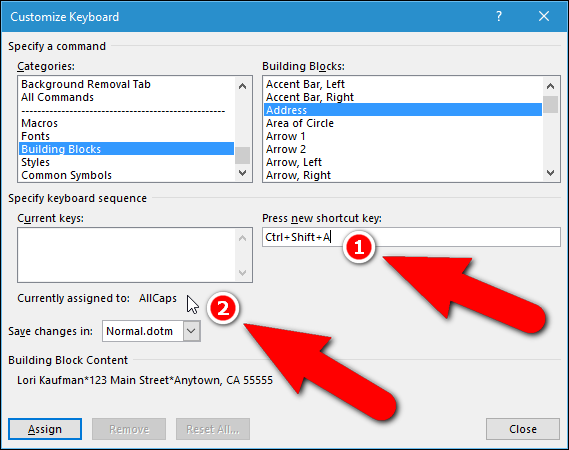 Customize Keyboard
Specify a command
Categories:
Building Blocks:
Background Removal Tab
All Commands
------------------------------------------------
Macros
Fonts
Building Blocks
Styles
Common Symbols
Accent Bar, Left
Accent Bar, Right
Address
Area of Circle
Arrow 1
Arrow 2
Arrow, Left
Arrow, Right
Specify keyboard sequence
Current keys:
Press new shortcut key:
Ctrl+Shift+A
1
Currently assigned to: AllCaps
2
Save changes in: Normal.dotm
Building Block Content
Lori Kaufman*123 Main Street*Anytown, CA 55555
Assign Remove Reset All... Close